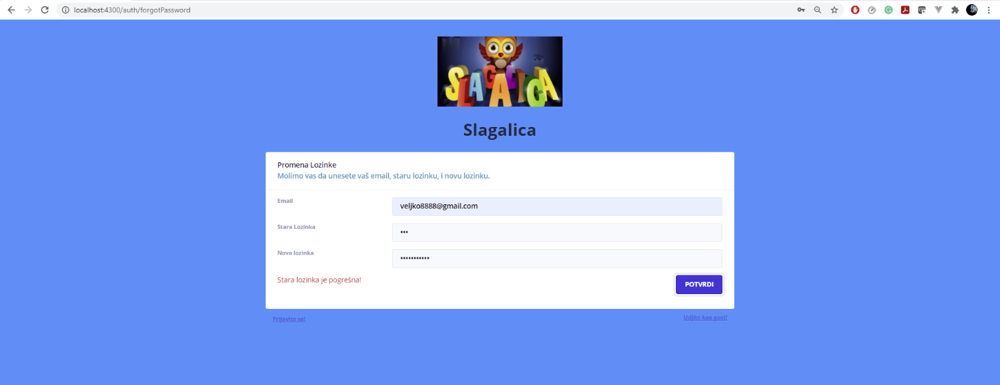 localhost:4300/auth/forgotPassword
SLAGALICA
Slagalica
Promena Lozinke
Molimo vas da unesete vaš email, staru lozinku, i novu lozinku.
Email
veljko8888@gmail.com
Stara Lozinka
•••
Nova lozinka
•••••••••••
Stara lozinka je pogrešna!
POTVRDI
Prijavite se!
Udjite kao gost!